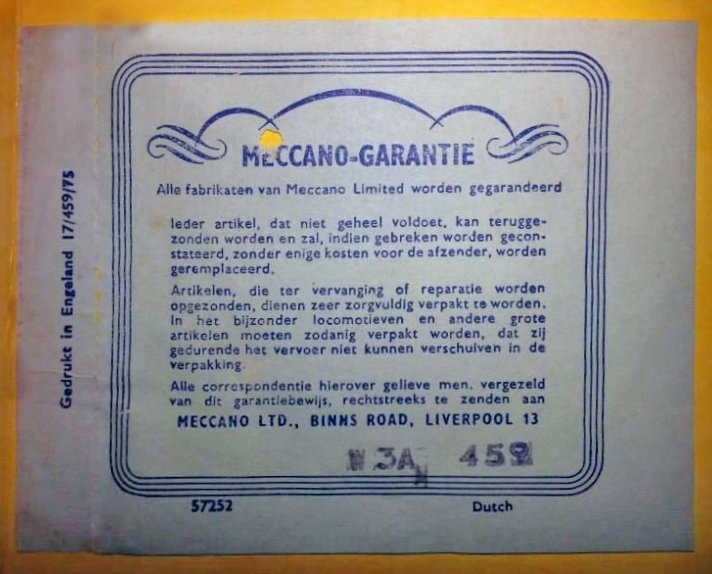 MECCANO-GARANTIE
Alle fabrikaten van Meccano Limited worden gegarandeerd
Ieder artikel, dat niet geheel voldoet, kan terugge-
zonden worden en zal, indien gebreken worden gecon-
stateerd, zonder enige kosten voor de afzender, worden
geremplaceerd.
Artikelen, die ter vervanging of reparatie worden
opgezonden, dienen zeer zorgvuldig verpakt te worden.
In het bijzonder locomotieven en andere grote
artikelen moeten zodanig verpakt worden, dat zij
gedurende het vervoer niet kunnen verschuiven in de
verpakking.
Alle correspondentie hierover gelieve men. vergezeld
van dit garantiebewijs, rechtstreeks te zenden aan
MECCANO LTD., BINNS ROAD, LIVERPOOL 13
3A 459
57252 Dutch
Gedrukt in Engeland 17/459/75